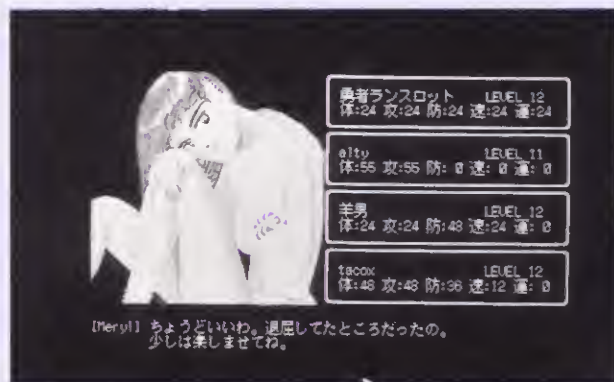 勇者ランスロット LEVEL 12
体:24 攻:24 防:24 速:24 運:24
altu LEVEL 11
体:55 攻:55 防: 0 速: 0 運: 0
羊男 LEVEL 12
体:24 攻:24 防:48 速:24 運: 0
tacox LEVEL 12
体:48 攻:48 防:36 速:12 運: 0
[Meryl] ちょうどいいわ。退屈してたところだったの。
少しは楽しませてね。